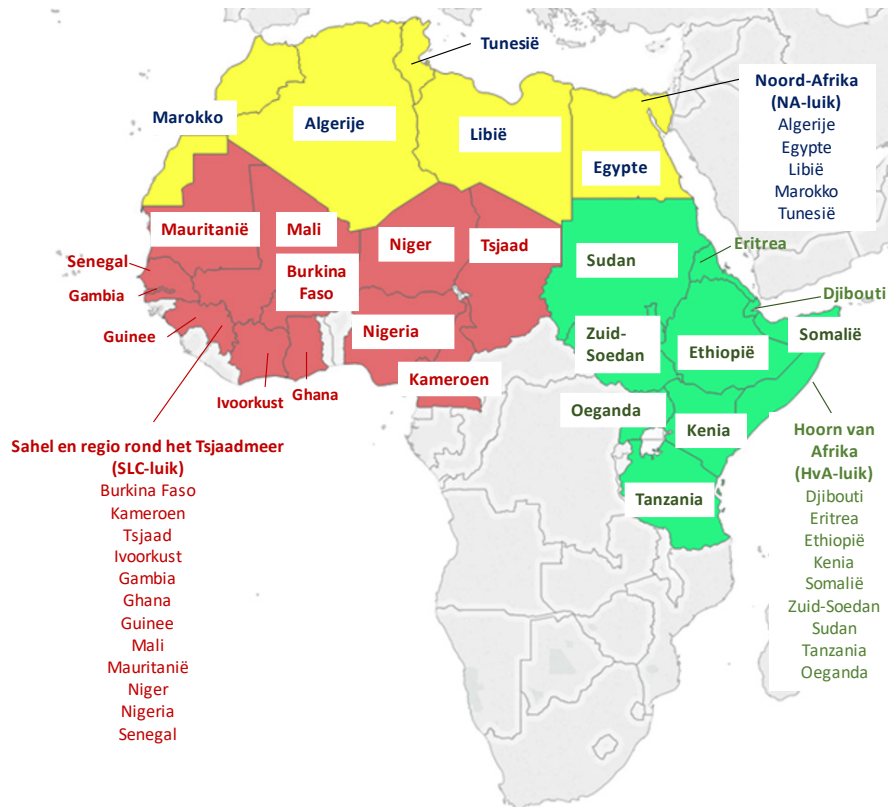 Tunesië
Noord-Afrika
(NA-luik)
Algerije
Egypte
Libië
Marokko
Tunesië
Marokko
Algerije
Libië
Egypte
Mauritanië
Mali
Niger
Tsjaad
Burkina
Faso
Senegal
Gambia
Guinee
Nigeria
Kameroen
Ivoorkust
Ghana
Sudan
Eritrea
Djibouti
Zuid-
Soedan
Ethiopië
Somalië
Oeganda
Kenia
Tanzania
Sahel en regio rond het Tsjaadmeer
(SLC-luik)
Burkina Faso
Kameroen
Tsjaad
Ivoorkust
Gambia
Ghana
Guinee
Mali
Mauritanië
Niger
Nigeria
Senegal
Hoorn van
Afrika
(HvA-luik)
Djibouti
Eritrea
Ethiopië
Kenia
Somalië
Zuid-Soedan
Sudan
Tanzania
Oeganda